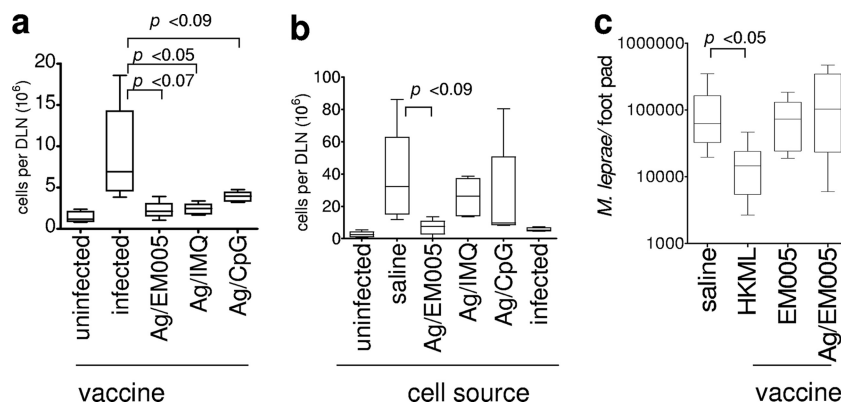 a
p <0.09
p <0.05
p <0.07
cells per DLN (10⁶)
20
15
10
5
0
uninfected
infected
Ag/EM005
Ag/IMQ
Ag/CpG
vaccine
b
p <0.09
cells per DLN (10⁶)
100
80
60
40
20
0
uninfected
saline
Ag/EM005
Ag/IMQ
Ag/CpG
infected
cell source
c
p <0.05
M. leprae/ foot pad
1000000
100000
10000
1000
saline
HKML
EM005
Ag/EM005
vaccine